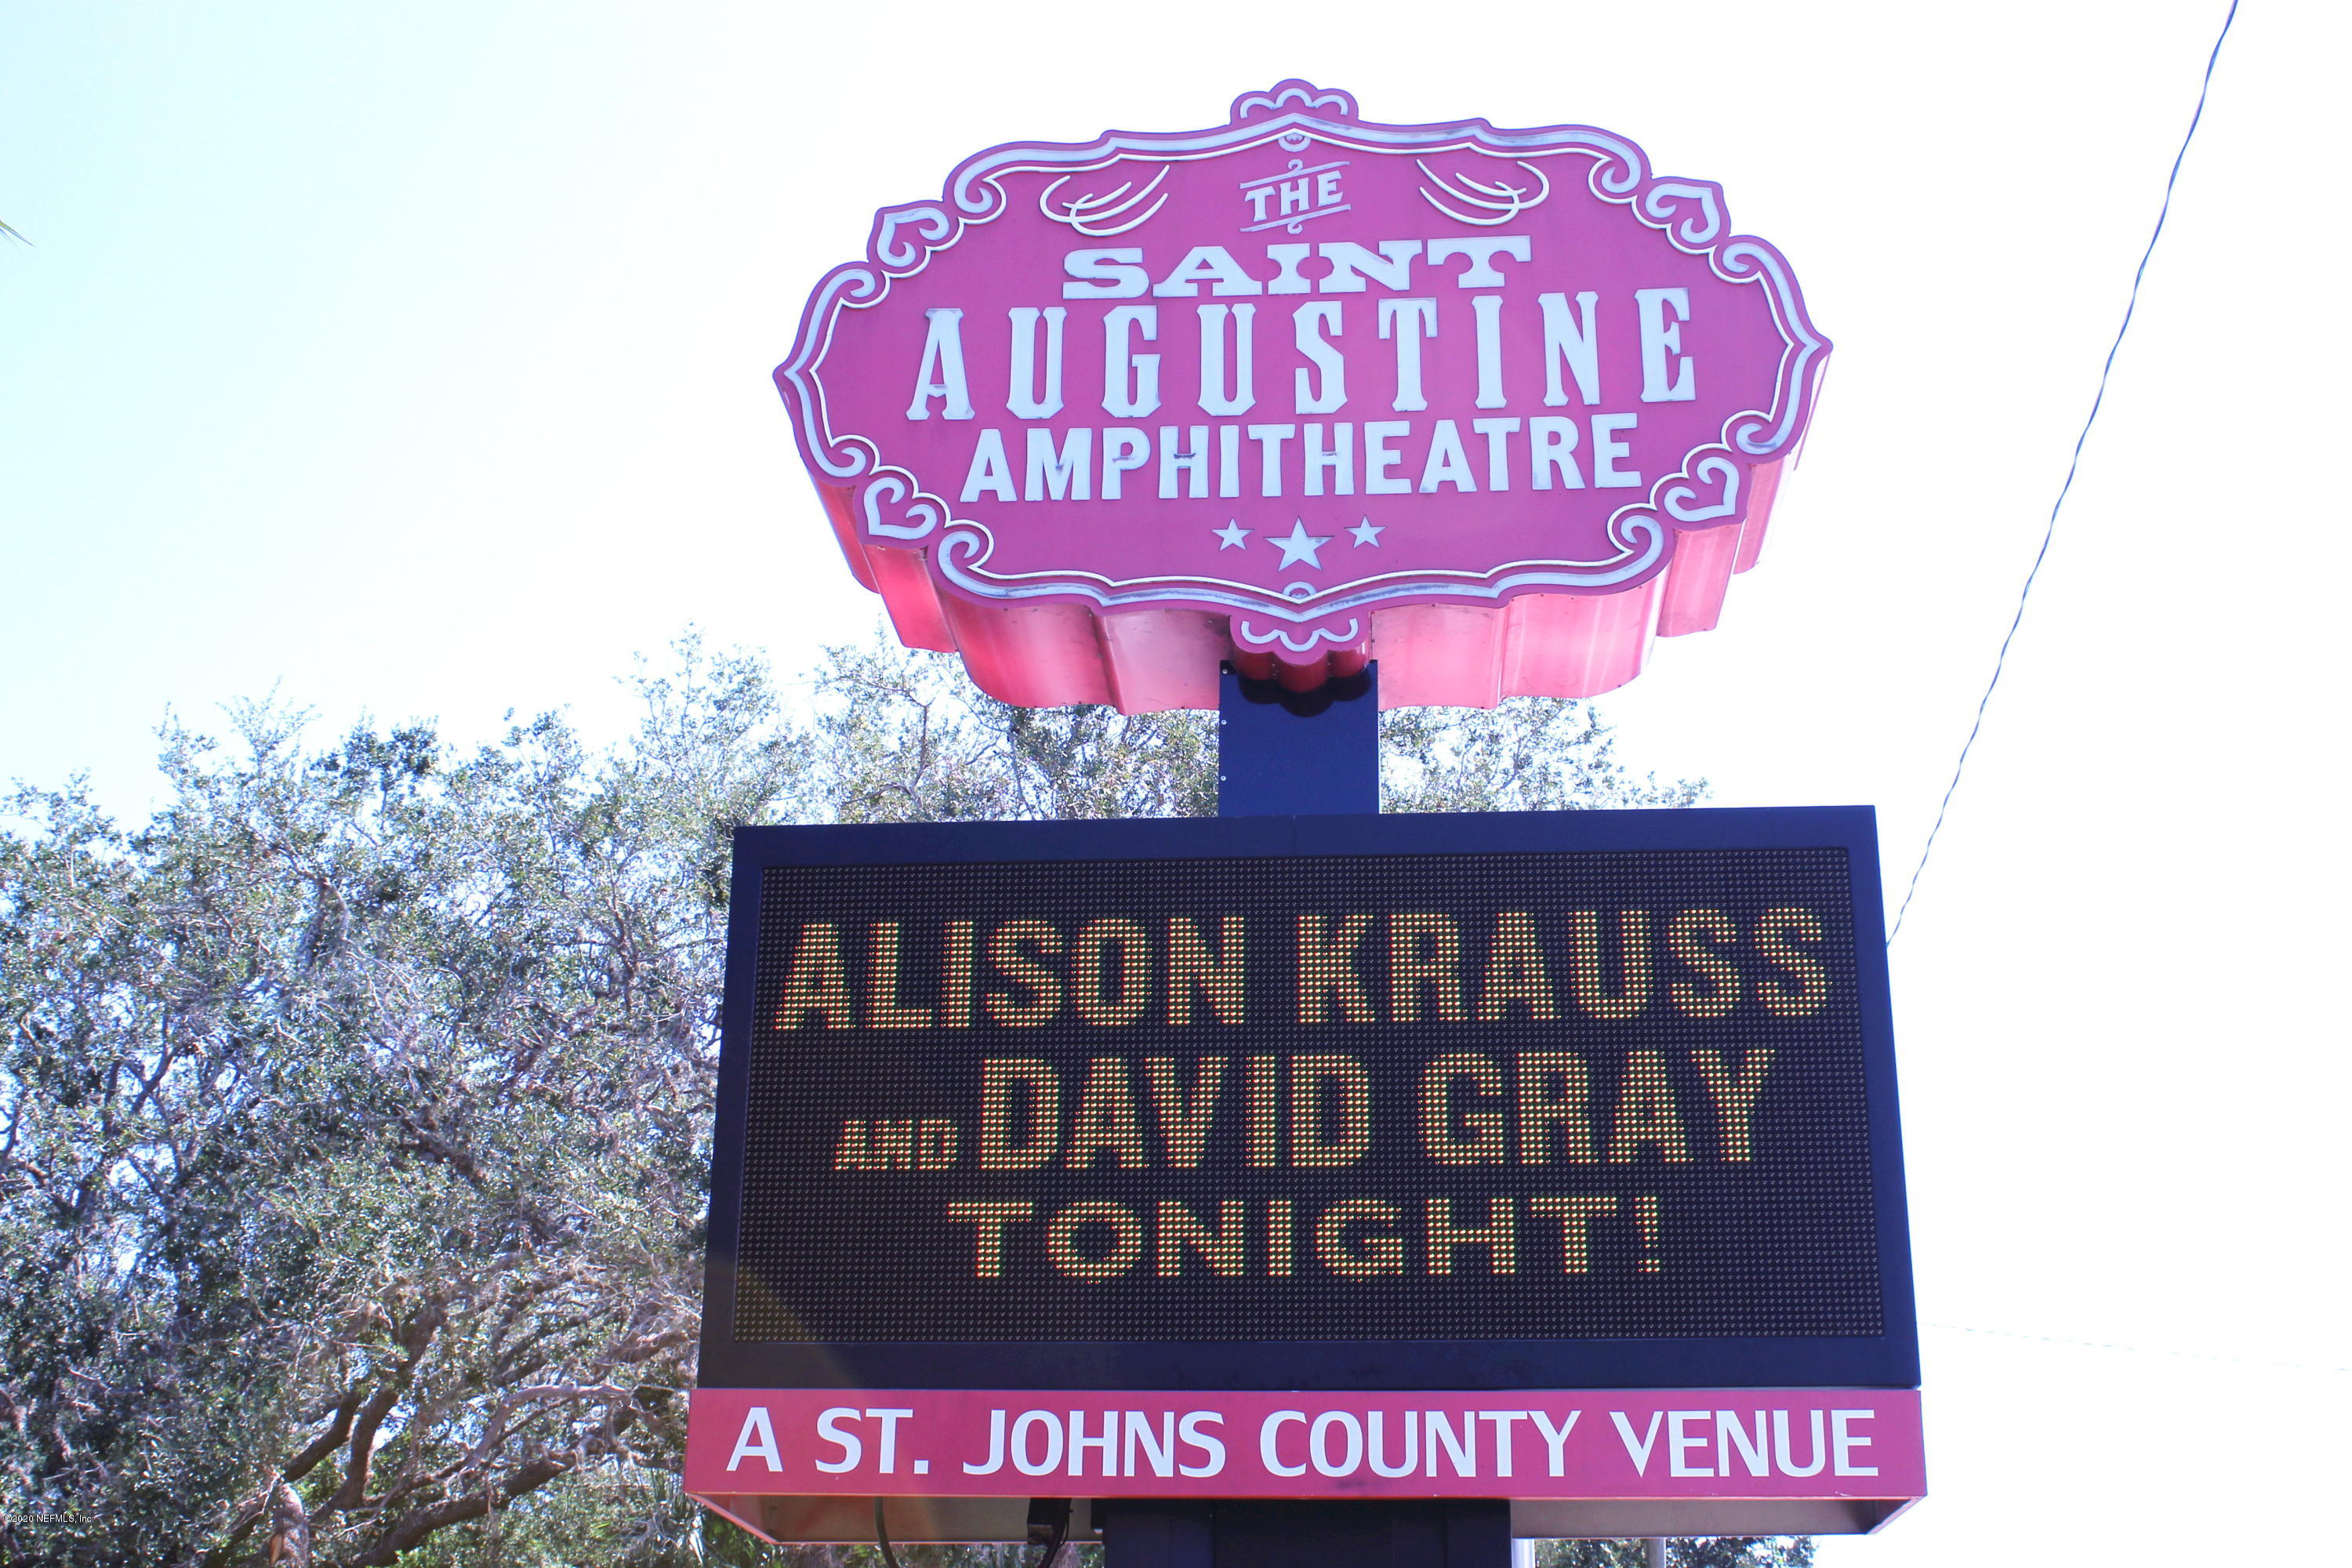 THE
SAINT
AUGUSTINE
AMPHITHEATRE
ALISON KRAUSS
AND DAVID GRAY
TONIGHT!
A ST. JOHNS COUNTY VENUE
©2020 NEFMLS, Inc.